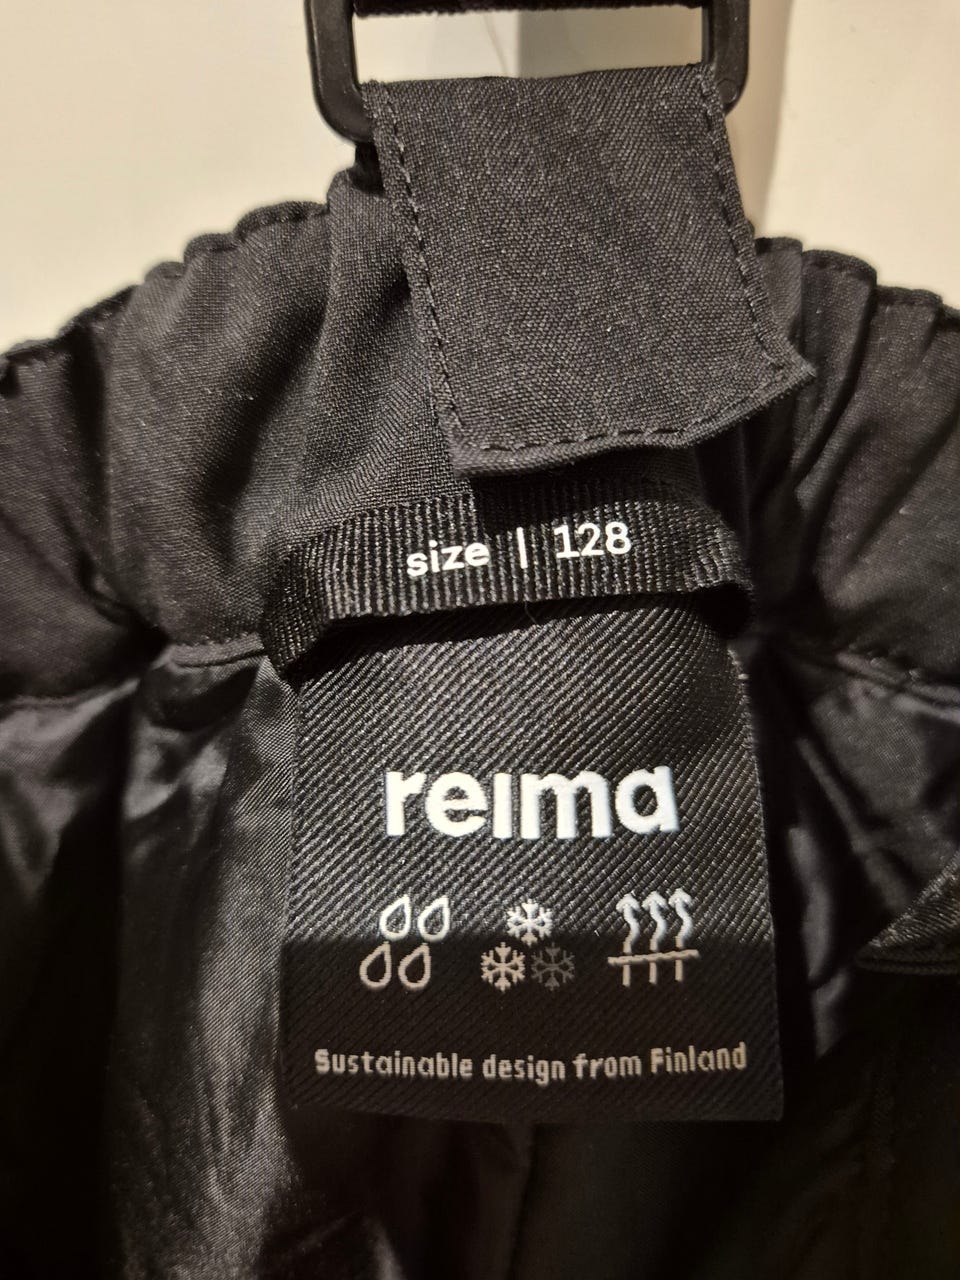 size | 128
reima
Sustainable design from Finland